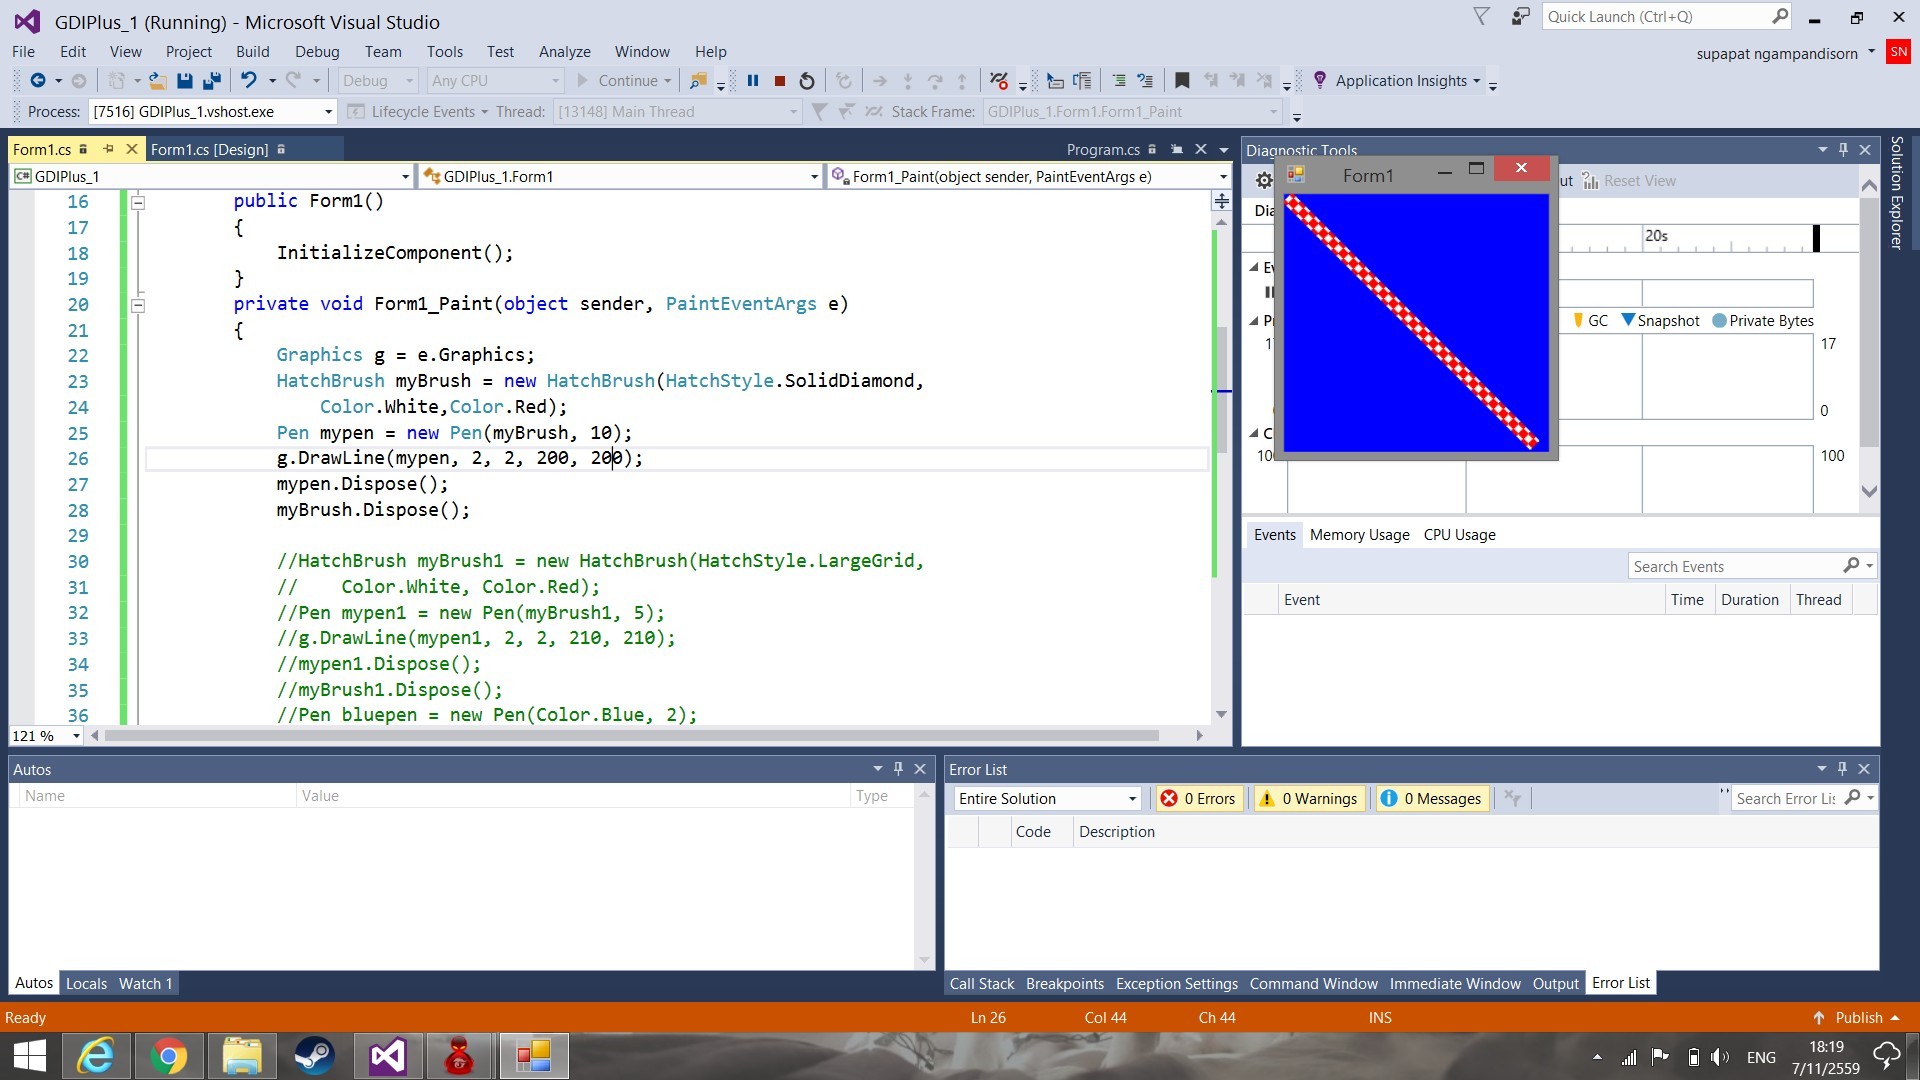 GDIPlus_1 (Running) - Microsoft Visual Studio
Quick Launch (Ctrl+Q)
File Edit View Project Build Debug Team Tools Test Analyze Window Help
supapat ngampandisorn SN
Debug Any CPU Continue Application Insights
Process: [7516] GDIPlus_1.vshost.exe Lifecycle Events Thread: [13148] Main Thread Stack Frame: GDIPlus_1.Form1.Form1_Paint
Form1.cs Form1.cs [Design] Program.cs
GDIPlus_1 GDIPlus_1.Form1 Form1_Paint(object sender, PaintEventArgs e)
16 public Form1()
17 {
18 InitializeComponent();
19 }
20 private void Form1_Paint(object sender, PaintEventArgs e)
21 {
22 Graphics g = e.Graphics;
23 HatchBrush myBrush = new HatchBrush(HatchStyle.SolidDiamond,
24 Color.White,Color.Red);
25 Pen mypen = new Pen(myBrush, 10);
26 g.DrawLine(mypen, 2, 2, 200, 200);
27 mypen.Dispose();
28 myBrush.Dispose();
29
30 //HatchBrush myBrush1 = new HatchBrush(HatchStyle.LargeGrid,
31 // Color.White, Color.Red);
32 //Pen mypen1 = new Pen(myBrush1, 5);
33 //g.DrawLine(mypen1, 2, 2, 210, 210);
34 //mypen1.Dispose();
35 //myBrush1.Dispose();
36 //Pen bluepen = new Pen(Color.Blue, 2);
121 %
Diagnostic Tools
Form1
ut Reset View
Dia
20s
Ev
Pr GC Snapshot Private Bytes
17 17
0
C
100 100
Events Memory Usage CPU Usage
Search Events
Event Time Duration Thread
Solution Explorer
Autos
Name Value Type
Autos Locals Watch 1
Error List
Entire Solution 0 Errors 0 Warnings 0 Messages Search Error Lis
Code Description
Call Stack Breakpoints Exception Settings Command Window Immediate Window Output Error List
Ready Ln 26 Col 44 Ch 44 INS Publish
ENG 18:19
7/11/2559